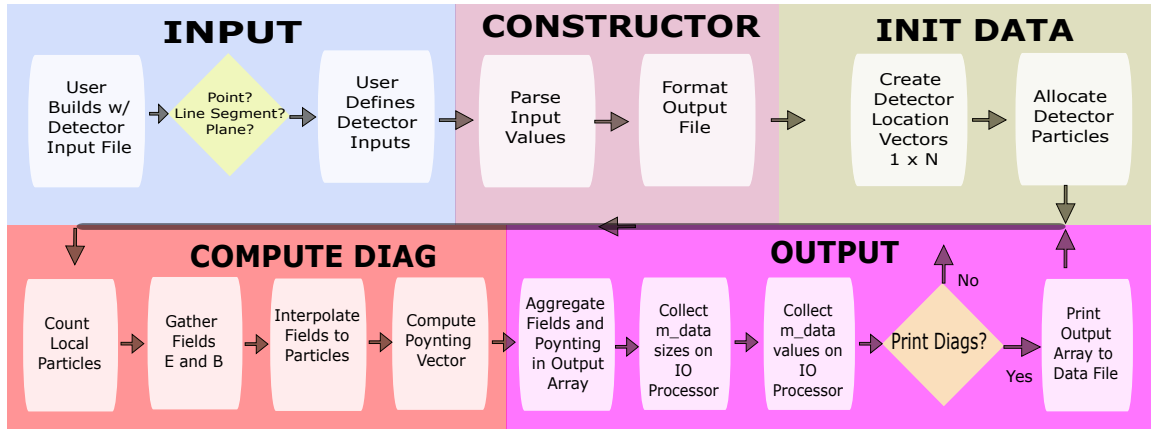 INPUT
User
Builds w/
Detector
Input File
Point?
Line Segment?
Plane?
User
Defines
Detector
Inputs
CONSTRUCTOR
Parse
Input
Values
Format
Output
File
INIT DATA
Create
Detector
Location
Vectors
1 x N
Allocate
Detector
Particles
COMPUTE DIAG
Count
Local
Particles
Gather
Fields
E and B
Interpolate
Fields to
Particles
Compute
Poynting
Vector
OUTPUT
Aggregate
Fields and
Poynting
in Output
Array
Collect
m_data
sizes on
IO
Processor
Collect
m_data
values on
IO
Processor
Print Diags?
No
Yes
Print
Output
Array to
Data File